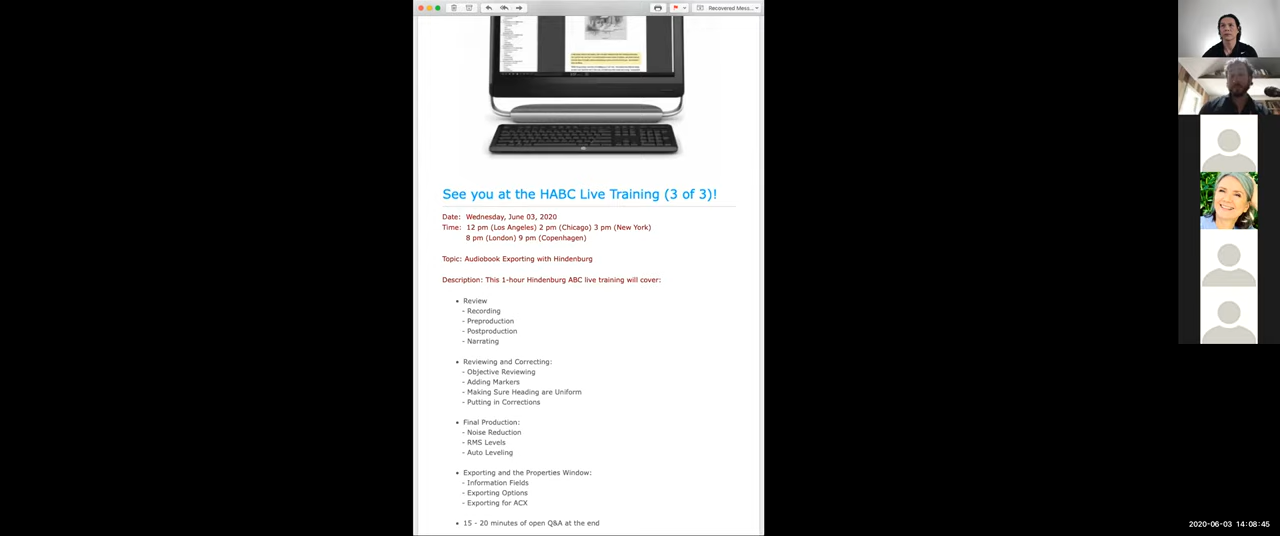 Recovered Mess...
See you at the HABC Live Training (3 of 3)!
Date: Wednesday, June 03, 2020
Time: 12 pm (Los Angeles) 2 pm (Chicago) 3 pm (New York)
8 pm (London) 9 pm (Copenhagen)
Topic: Audiobook Exporting with Hindenburg
Description: This 1-hour Hindenburg ABC live training will cover:
• Review
- Recording
- Preproduction
- Postproduction
- Narrating
• Reviewing and Correcting:
- Objective Reviewing
- Adding Markers
- Making Sure Heading are Uniform
- Putting in Corrections
• Final Production:
- Noise Reduction
- RMS Levels
- Auto Leveling
• Exporting and the Properties Window:
- Information Fields
- Exporting Options
- Exporting for ACX
• 15 - 20 minutes of open Q&A at the end
2020-06-03 14:08:45